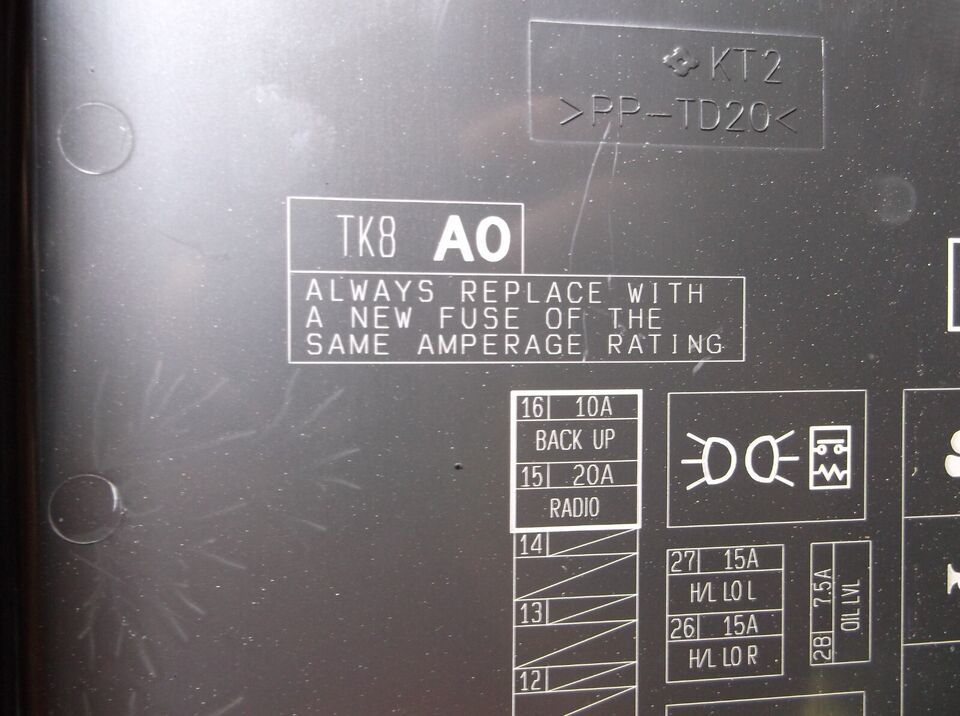 KT2
>PP-TD20<
TK8 A0
ALWAYS REPLACE WITH
A NEW FUSE OF THE
SAME AMPERAGE RATING
16 10A
BACK UP
15 20A
RADIO
14
13
12
27 15A
H/L LO L
26 15A
H/L LO R
28 7.5A
OIL LVL